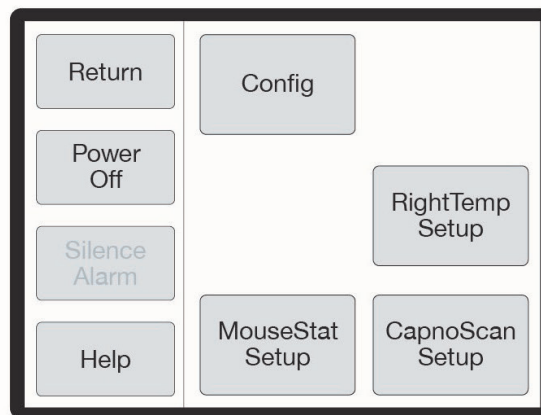 Return
Power
Off
Silence
Alarm
Help
Config
RightTemp
Setup
MouseStat
Setup
CapnoScan
Setup